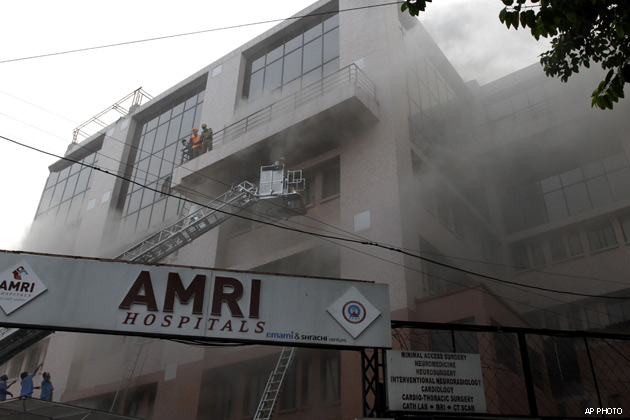 AMRI
HOSPITALS
AMRI
HOSPITALS
emami & SHRACHI venture
MINIMAL ACCESS SURGERY
NEUROMEDICINE
NEUROSURGERY
INTERVENTIONAL NEURORADIOLOGY
CARDIOLOGY
CARDIO-THORACIC SURGERY
CATH LAB MRI CT SCAN
AP PHOTO